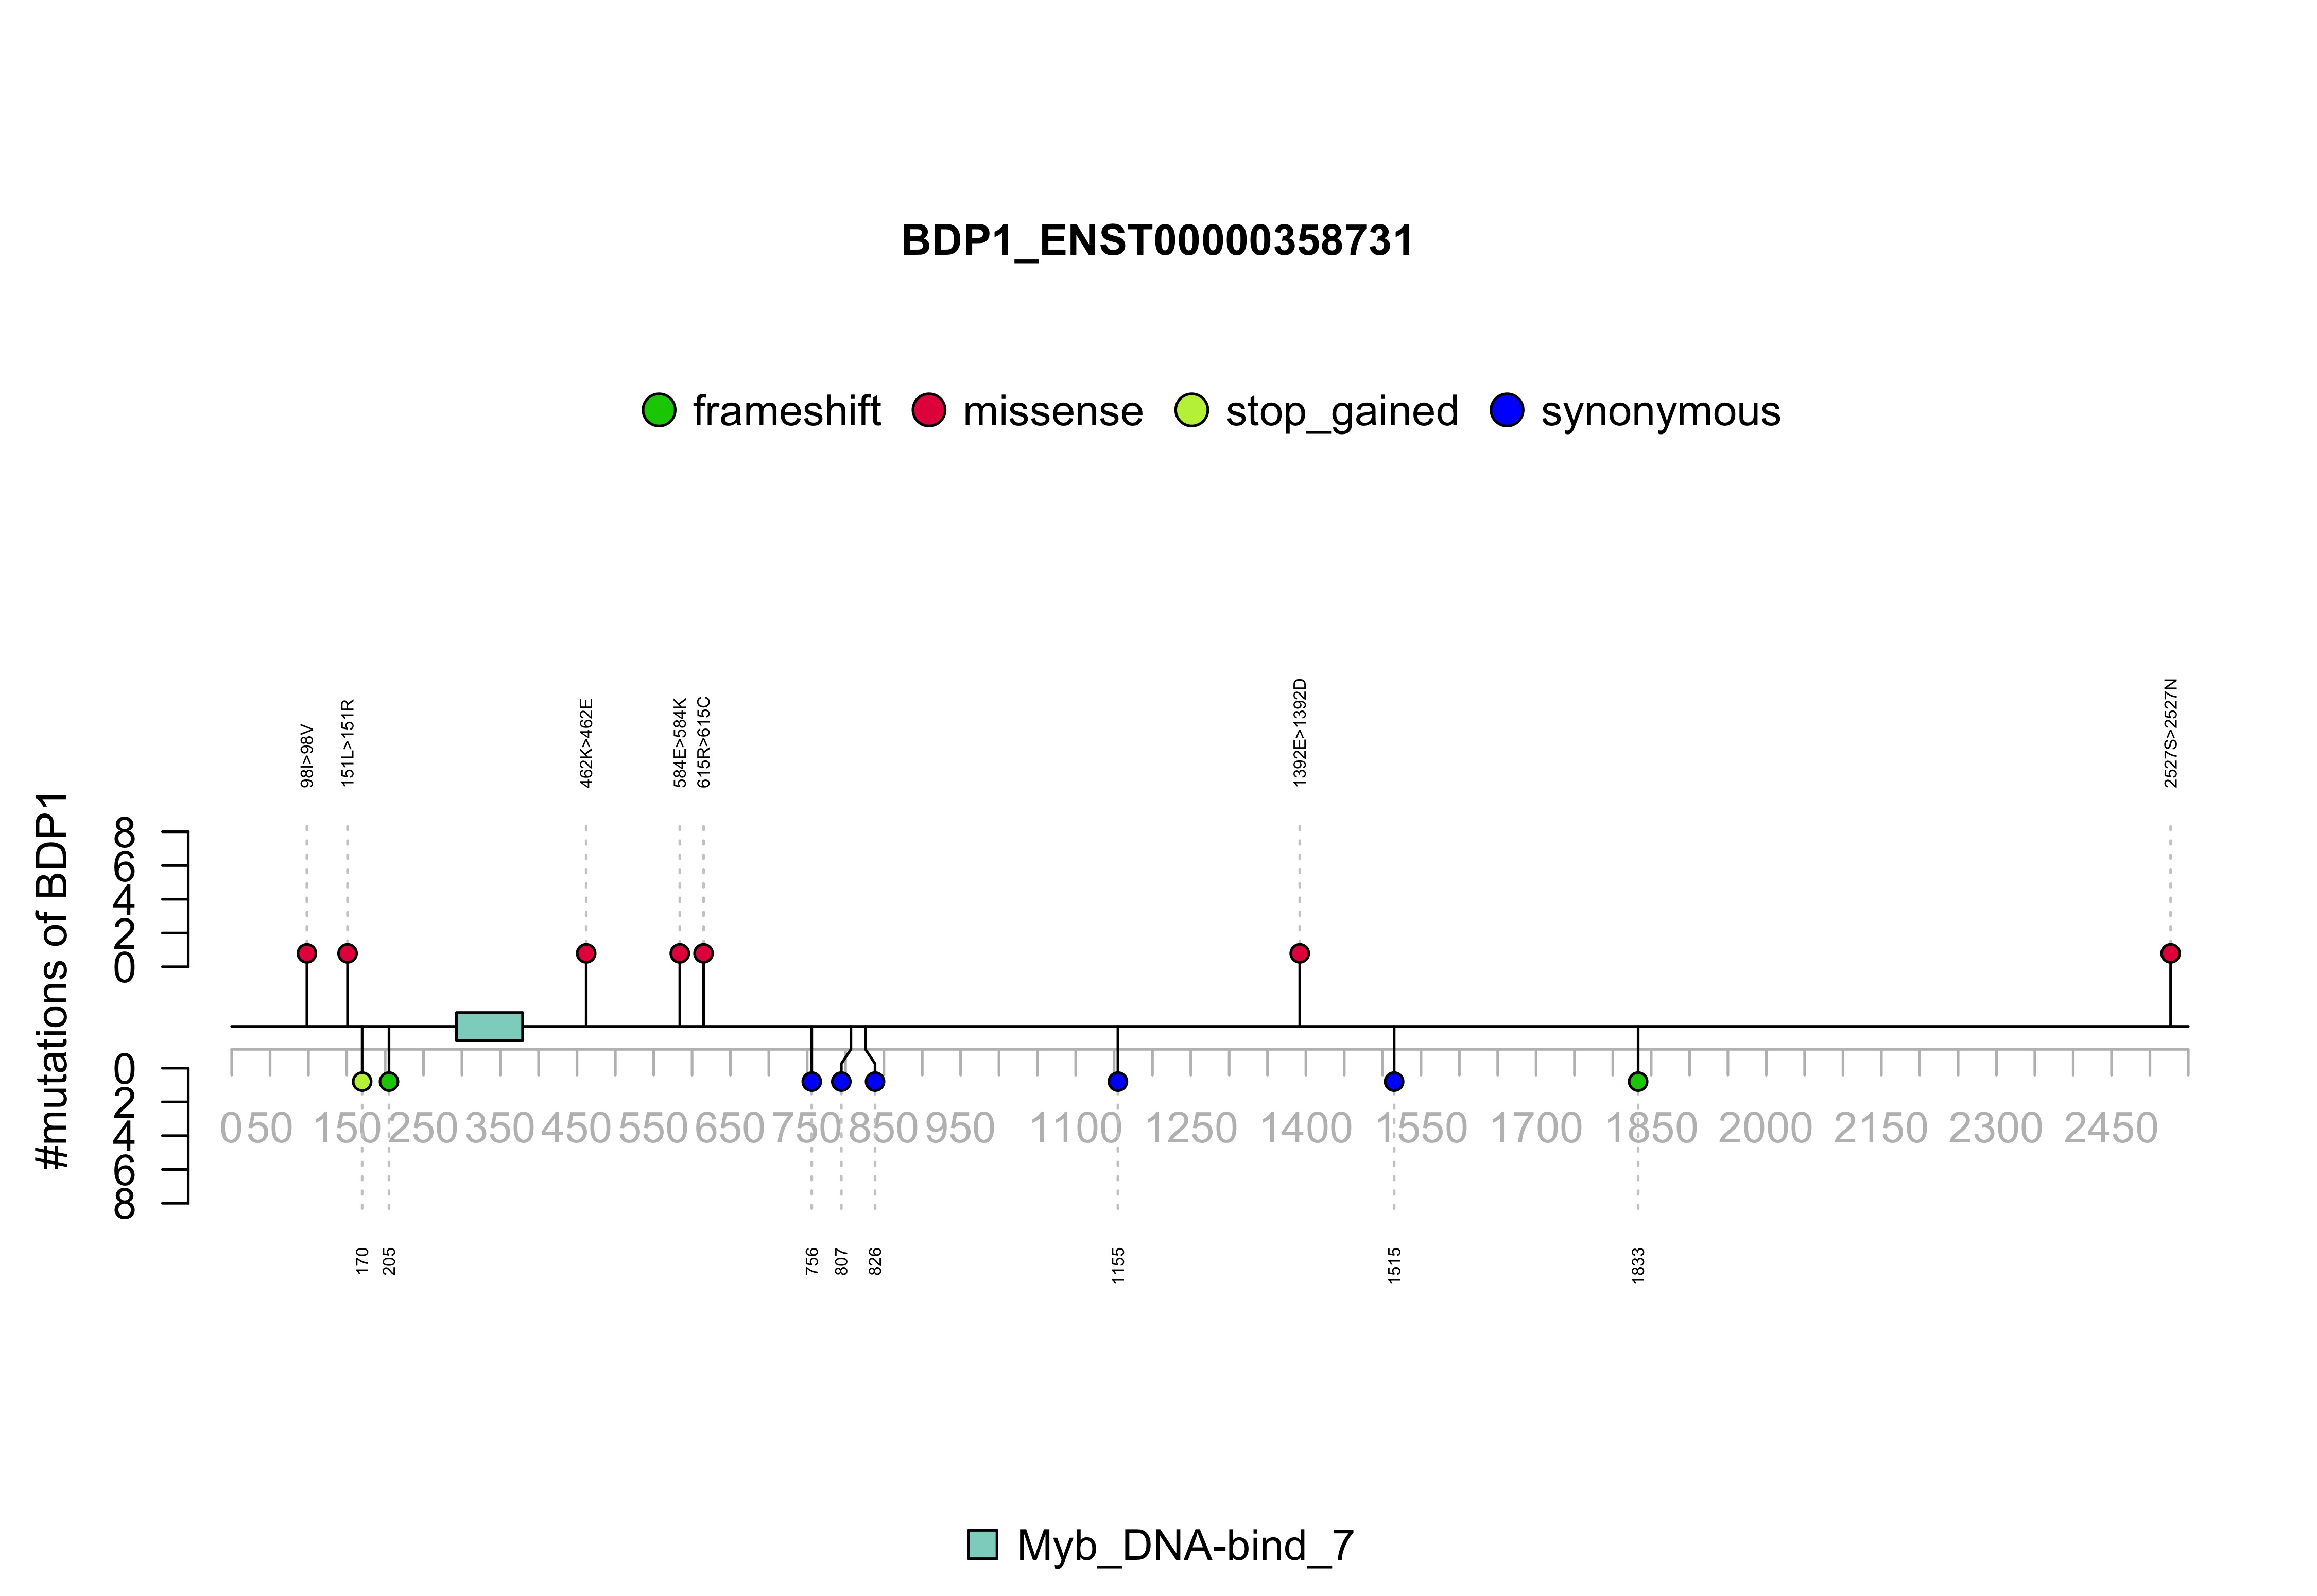 BDP1_ENST00000358731
frameshift missense stop_gained synonymous
98I>98V
151L>151R
462K>462E
584E>584K
615R>615C
1392E>1392D
2527S>2527N
#mutations of BDP1
8
6
4
2
0
0
2
4
6
8
0 50 150 250 350 450 550 650 750 850 950 1100 1250 1400 1550 1700 1850 2000 2150 2300 2450
170
205
756
807
826
1155
1515
1833
Myb_DNA-bind_7